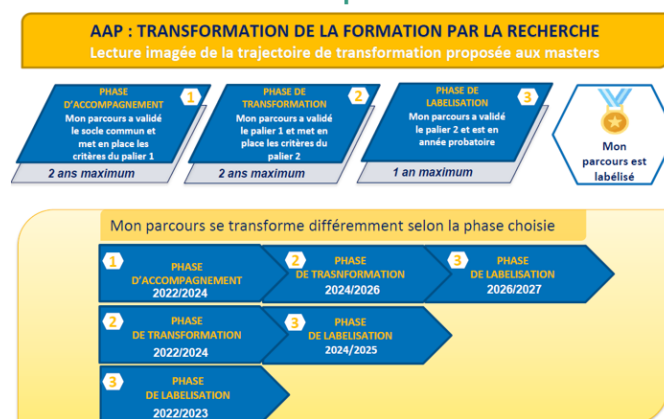 AAP : TRANSFORMATION DE LA FORMATION PAR LA RECHERCHE
Lecture imagée de la trajectoire de transformation proposée aux masters
PHASE
D'ACCOMPAGNEMENT
1
Mon parcours a validé
le socle commun et
met en place les
critères du palier 1
2 ans maximum
PHASE DE
TRANSFORMATION
2
Mon parcours a validé
le palier 1 et met en
place les critères du
palier 2
2 ans maximum
PHASE DE
LABELISATION
3
Mon parcours a validé
le palier 2 et est en
année probatoire
1 an maximum
Mon
parcours est
labélisé
Mon parcours se transforme différemment selon la phase choisie
1
PHASE
D'ACCOMPAGNEMENT
2022/2024
2
PHASE
DE TRASNFORMATION
2024/2026
3
PHASE
DE LABELISATION
2026/2027
2
PHASE
DE TRANSFORMATION
2022/2024
3
PHASE
DE LABELISATION
2024/2025
3
PHASE
DE LABELISATION
2022/2023